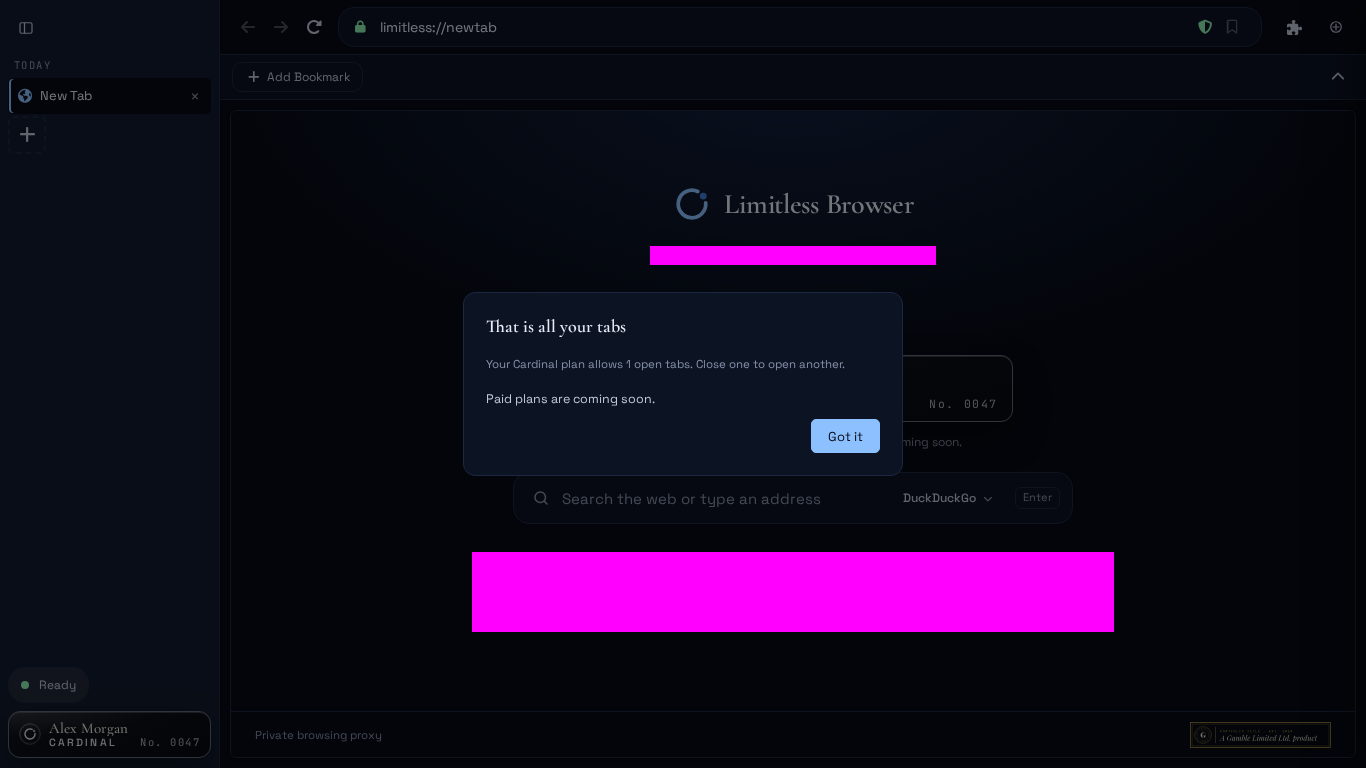 limitless://newtab
TODAY
New Tab
Add Bookmark
Limitless Browser
That is all your tabs
Your Cardinal plan allows 1 open tabs. Close one to open another.
Paid plans are coming soon.
Got it
No. 0047
ming soon.
Search the web or type an address
DuckDuckGo
Enter
Ready
Alex Morgan
CARDINAL No. 0047
Private browsing proxy
G
A Gamble Limited Ltd. product